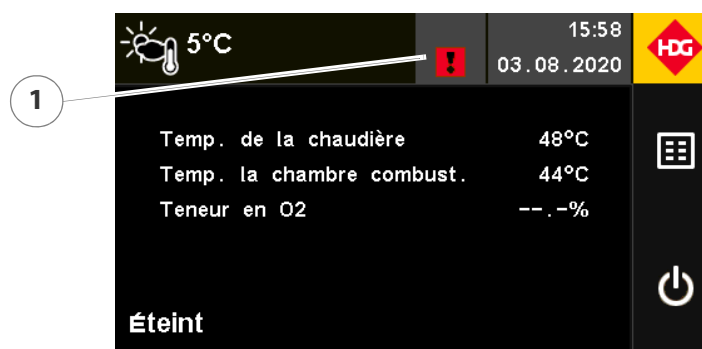 5°C
!
15:58
03.08.2020
HDG
1
Temp. de la chaudière 48°C
Temp. la chambre combust. 44°C
Teneur en O2 --.-%
Éteint